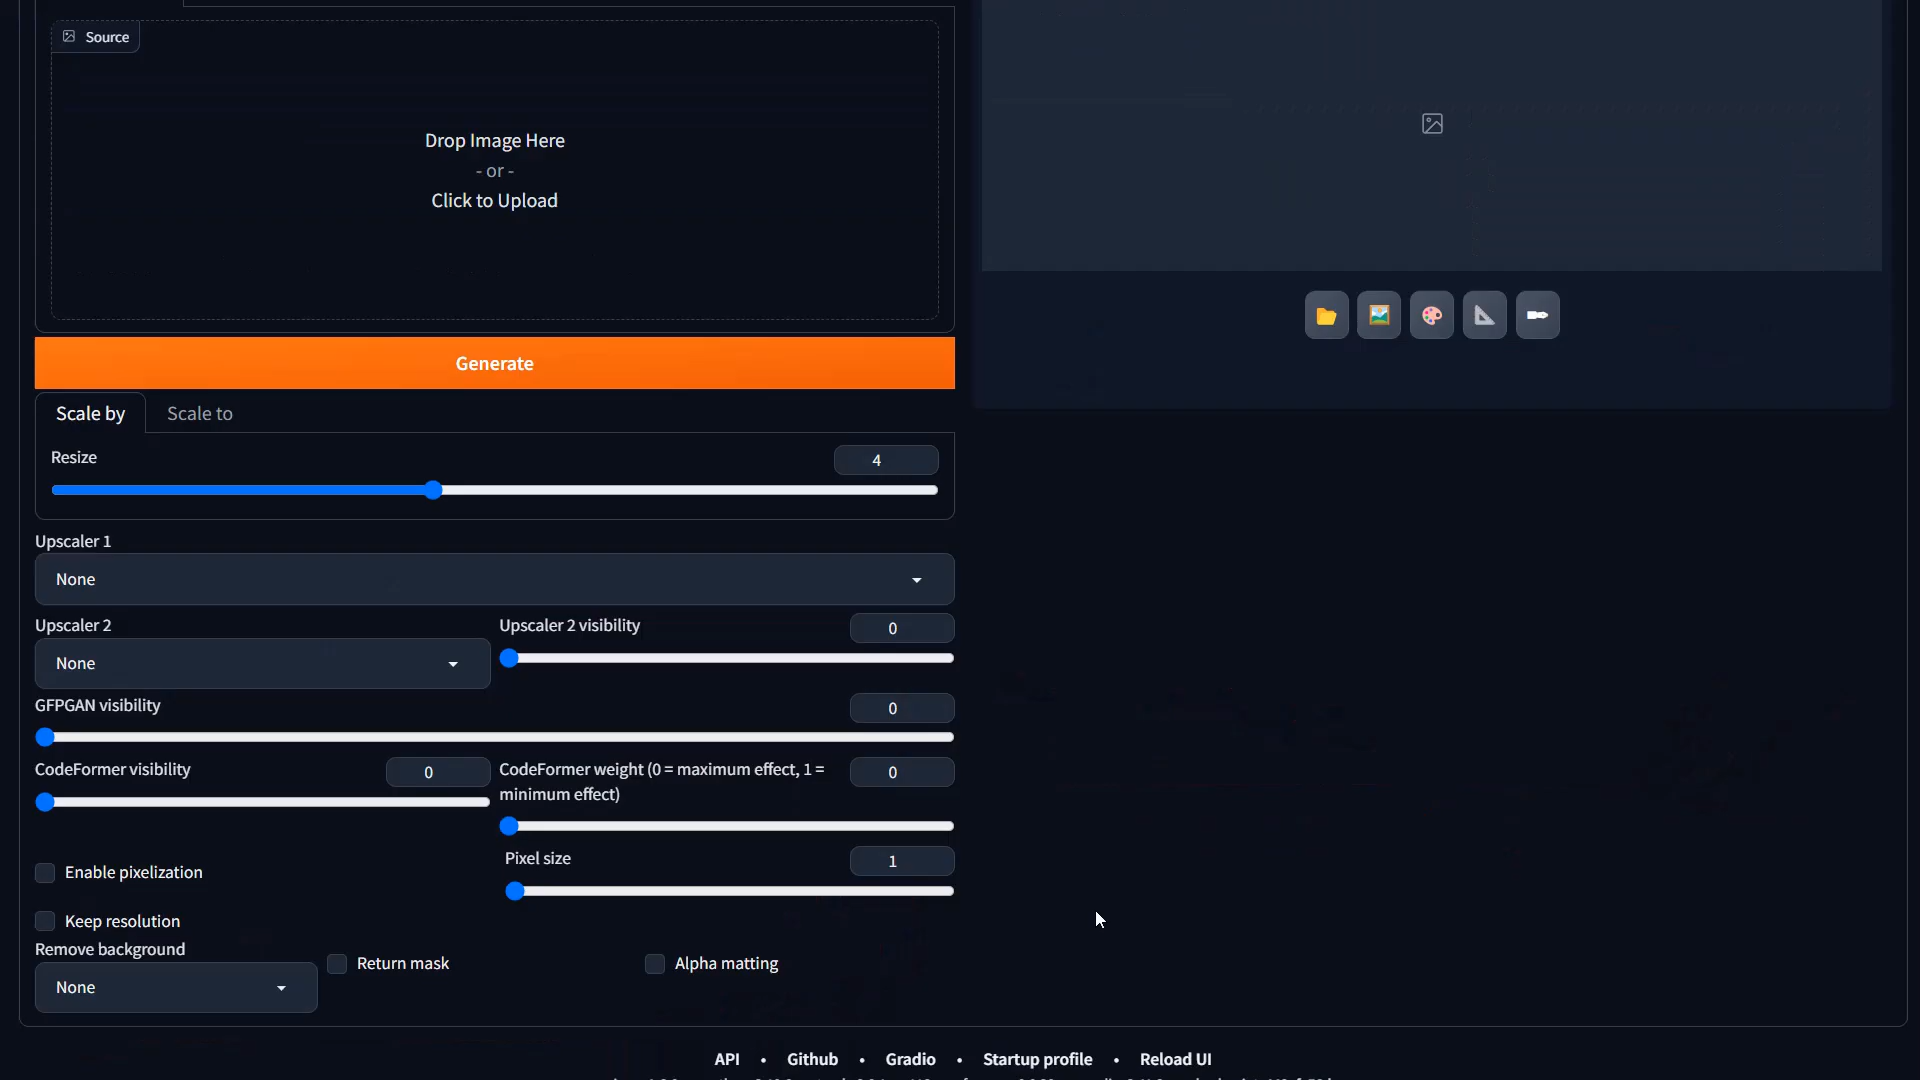 Source
Drop Image Here
- or -
Click to Upload
Generate
Scale by
Scale to
Resize
4
Upscaler 1
None
Upscaler 2
Upscaler 2 visibility
0
None
GFPGAN visibility
0
CodeFormer visibility
0
CodeFormer weight (0 = maximum effect, 1 =
minimum effect)
0
Pixel size
1
Enable pixelization
Keep resolution
Remove background
None
Return mask
Alpha matting
API • Github • Gradio • Startup profile • Reload UI